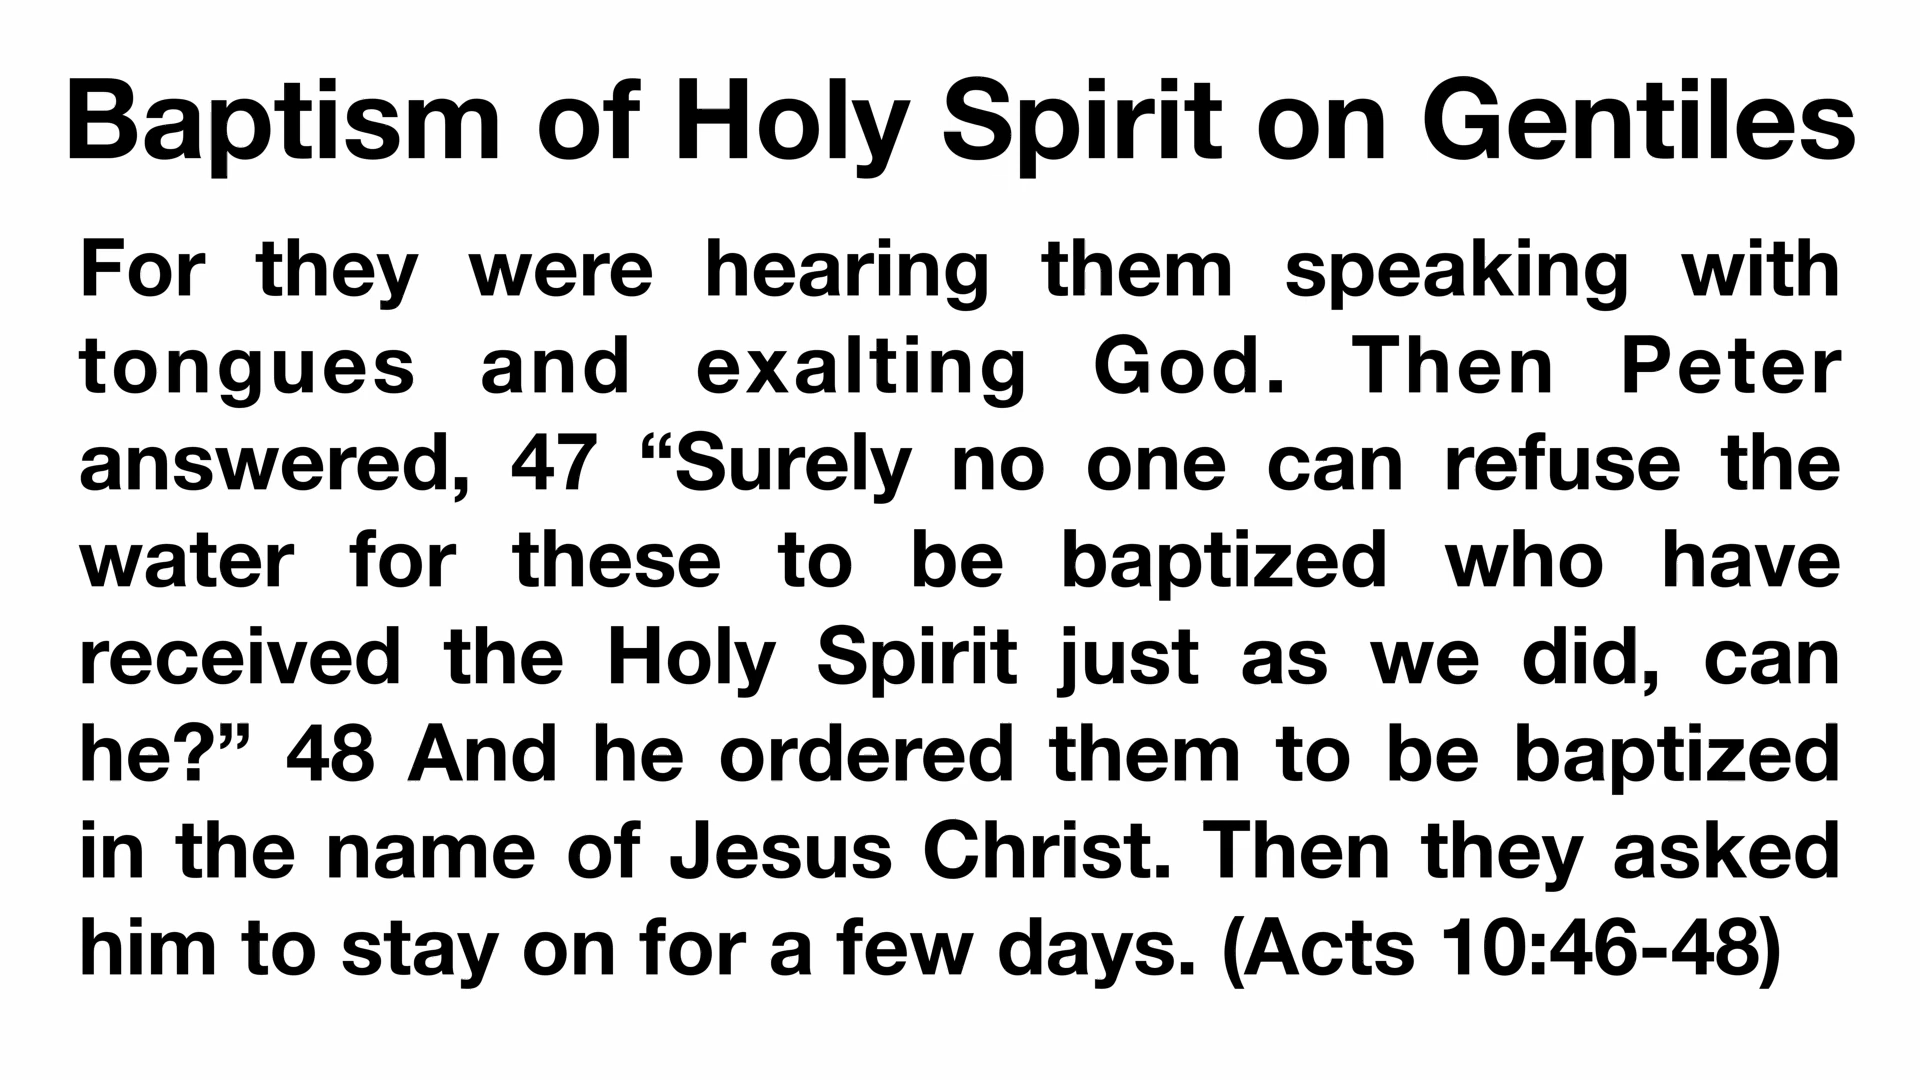 Baptism of Holy Spirit on Gentiles
For they were hearing them speaking with
tongues and exalting God. Then Peter
answered, 47 “Surely no one can refuse the
water for these to be baptized who have
received the Holy Spirit just as we did, can
he?” 48 And he ordered them to be baptized
in the name of Jesus Christ. Then they asked
him to stay on for a few days. (Acts 10:46-48)